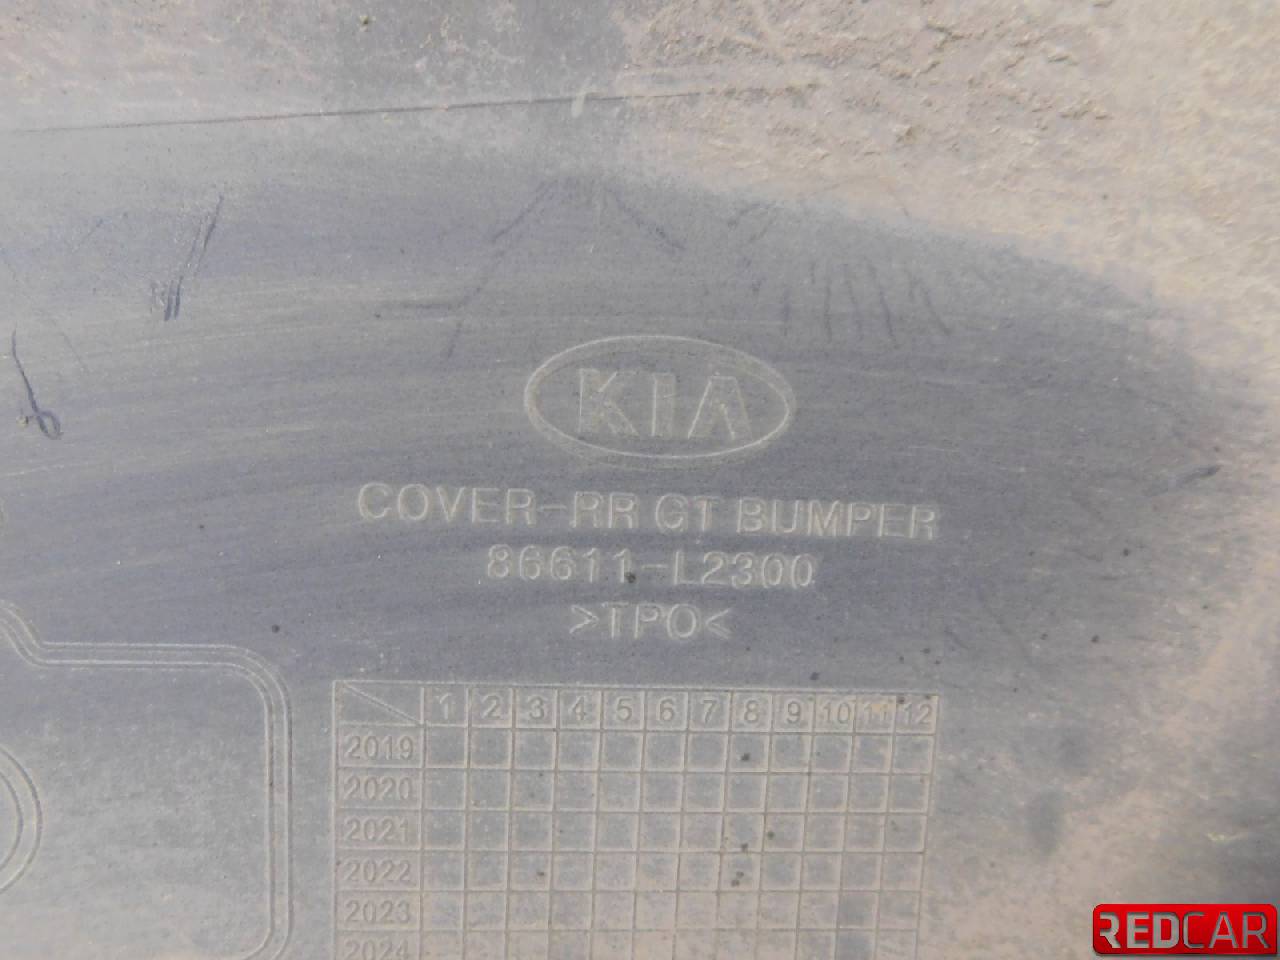 KIA
COVER-RR GT BUMPER
86611-L2300
>TPO<
1 2 3 4 5 6 7 8 9 10 11 12
2019
2020
2021
2022
2023
2024
REDCAR